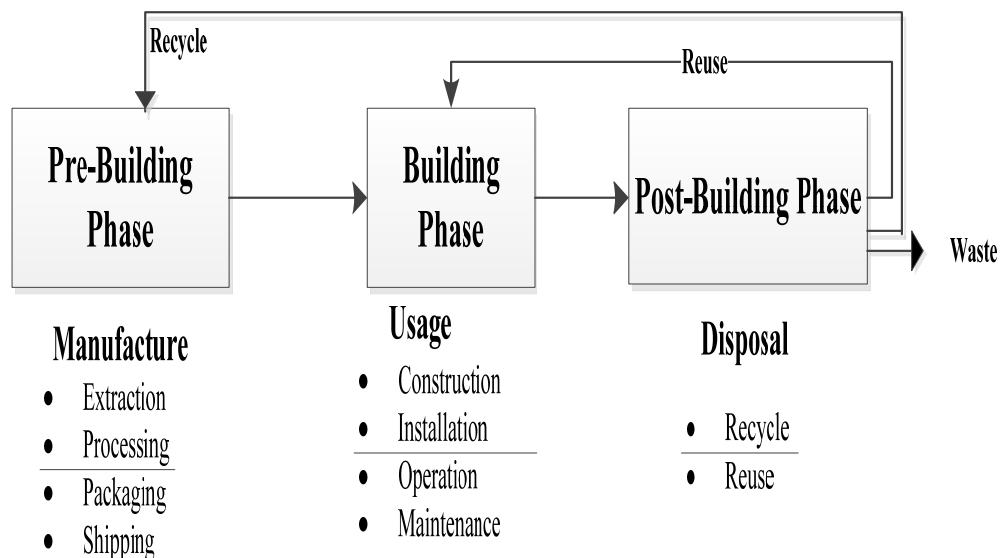 Recycle
Reuse
Pre-Building
Phase
Building
Phase
Post-Building Phase
Waste
Manufacture
• Extraction
• Processing
• Packaging
• Shipping
Usage
• Construction
• Installation
• Operation
• Maintenance
Disposal
• Recycle
• Reuse